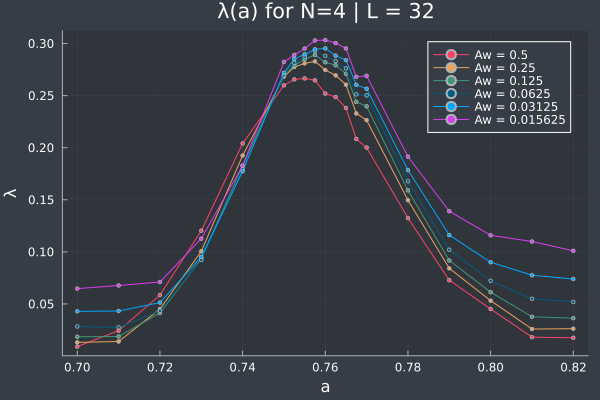 λ(a) for N=4 | L = 32
0.30
0.25
0.20
0.15
0.10
0.05
λ
Aw = 0.5
Aw = 0.25
Aw = 0.125
Aw = 0.0625
Aw = 0.03125
Aw = 0.015625
0.70 0.72 0.74 0.76 0.78 0.80 0.82
a